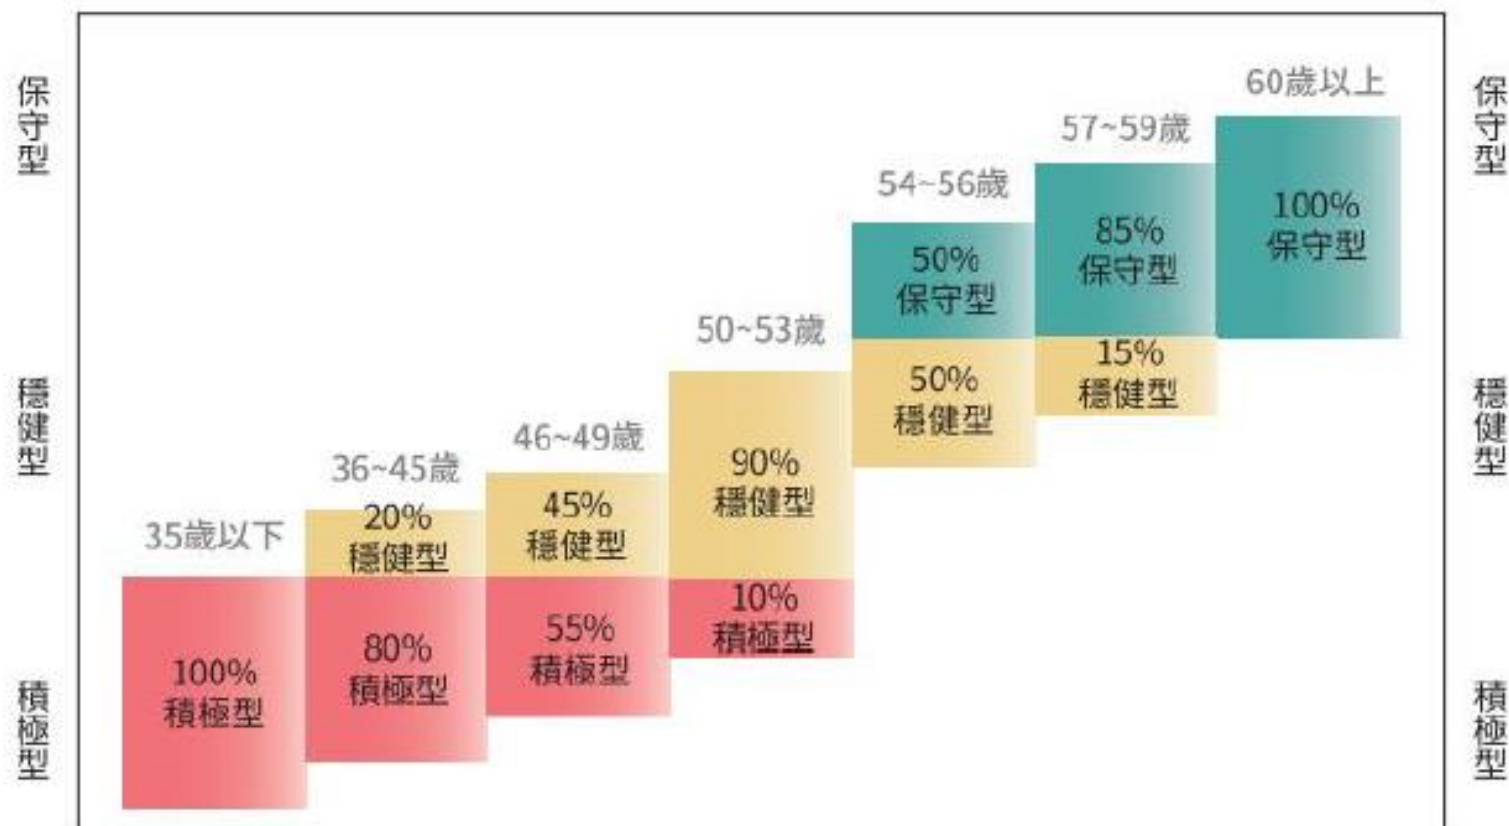 保守型
穩健型
積極型
35歲以下
100%
積極型
36~45歲
20%
穩健型
80%
積極型
46~49歲
45%
穩健型
55%
積極型
50~53歲
90%
穩健型
10%
積極型
54~56歲
50%
保守型
50%
穩健型
57~59歲
85%
保守型
15%
穩健型
60歲以上
100%
保守型
保守型
穩健型
積極型